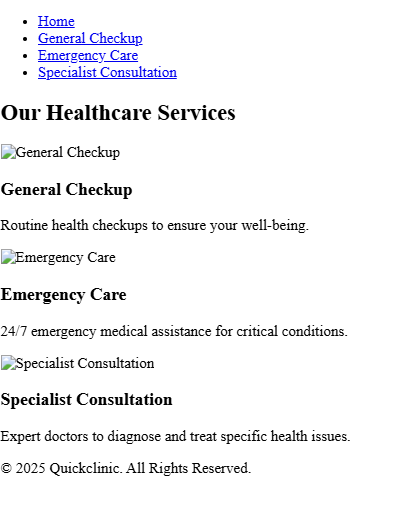 Home
General Checkup
Emergency Care
Specialist Consultation
Our Healthcare Services
General Checkup
General Checkup
Routine health checkups to ensure your well-being.
Emergency Care
Emergency Care
24/7 emergency medical assistance for critical conditions.
Specialist Consultation
Specialist Consultation
Expert doctors to diagnose and treat specific health issues.
© 2025 Quickclinic. All Rights Reserved.